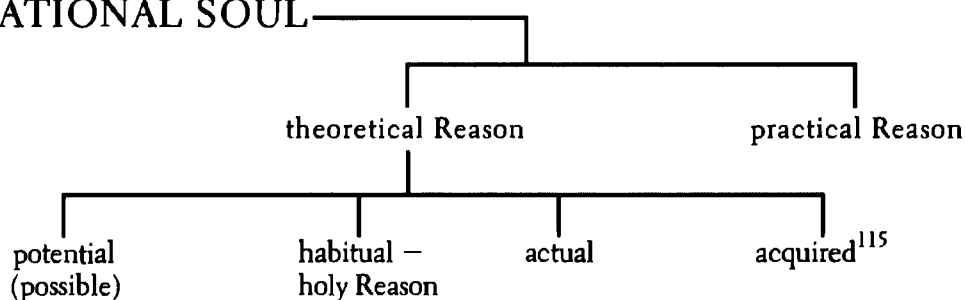 ATIONAL SOUL
theoretical Reason practical Reason
potential habitual – actual acquired115
(possible) holy Reason